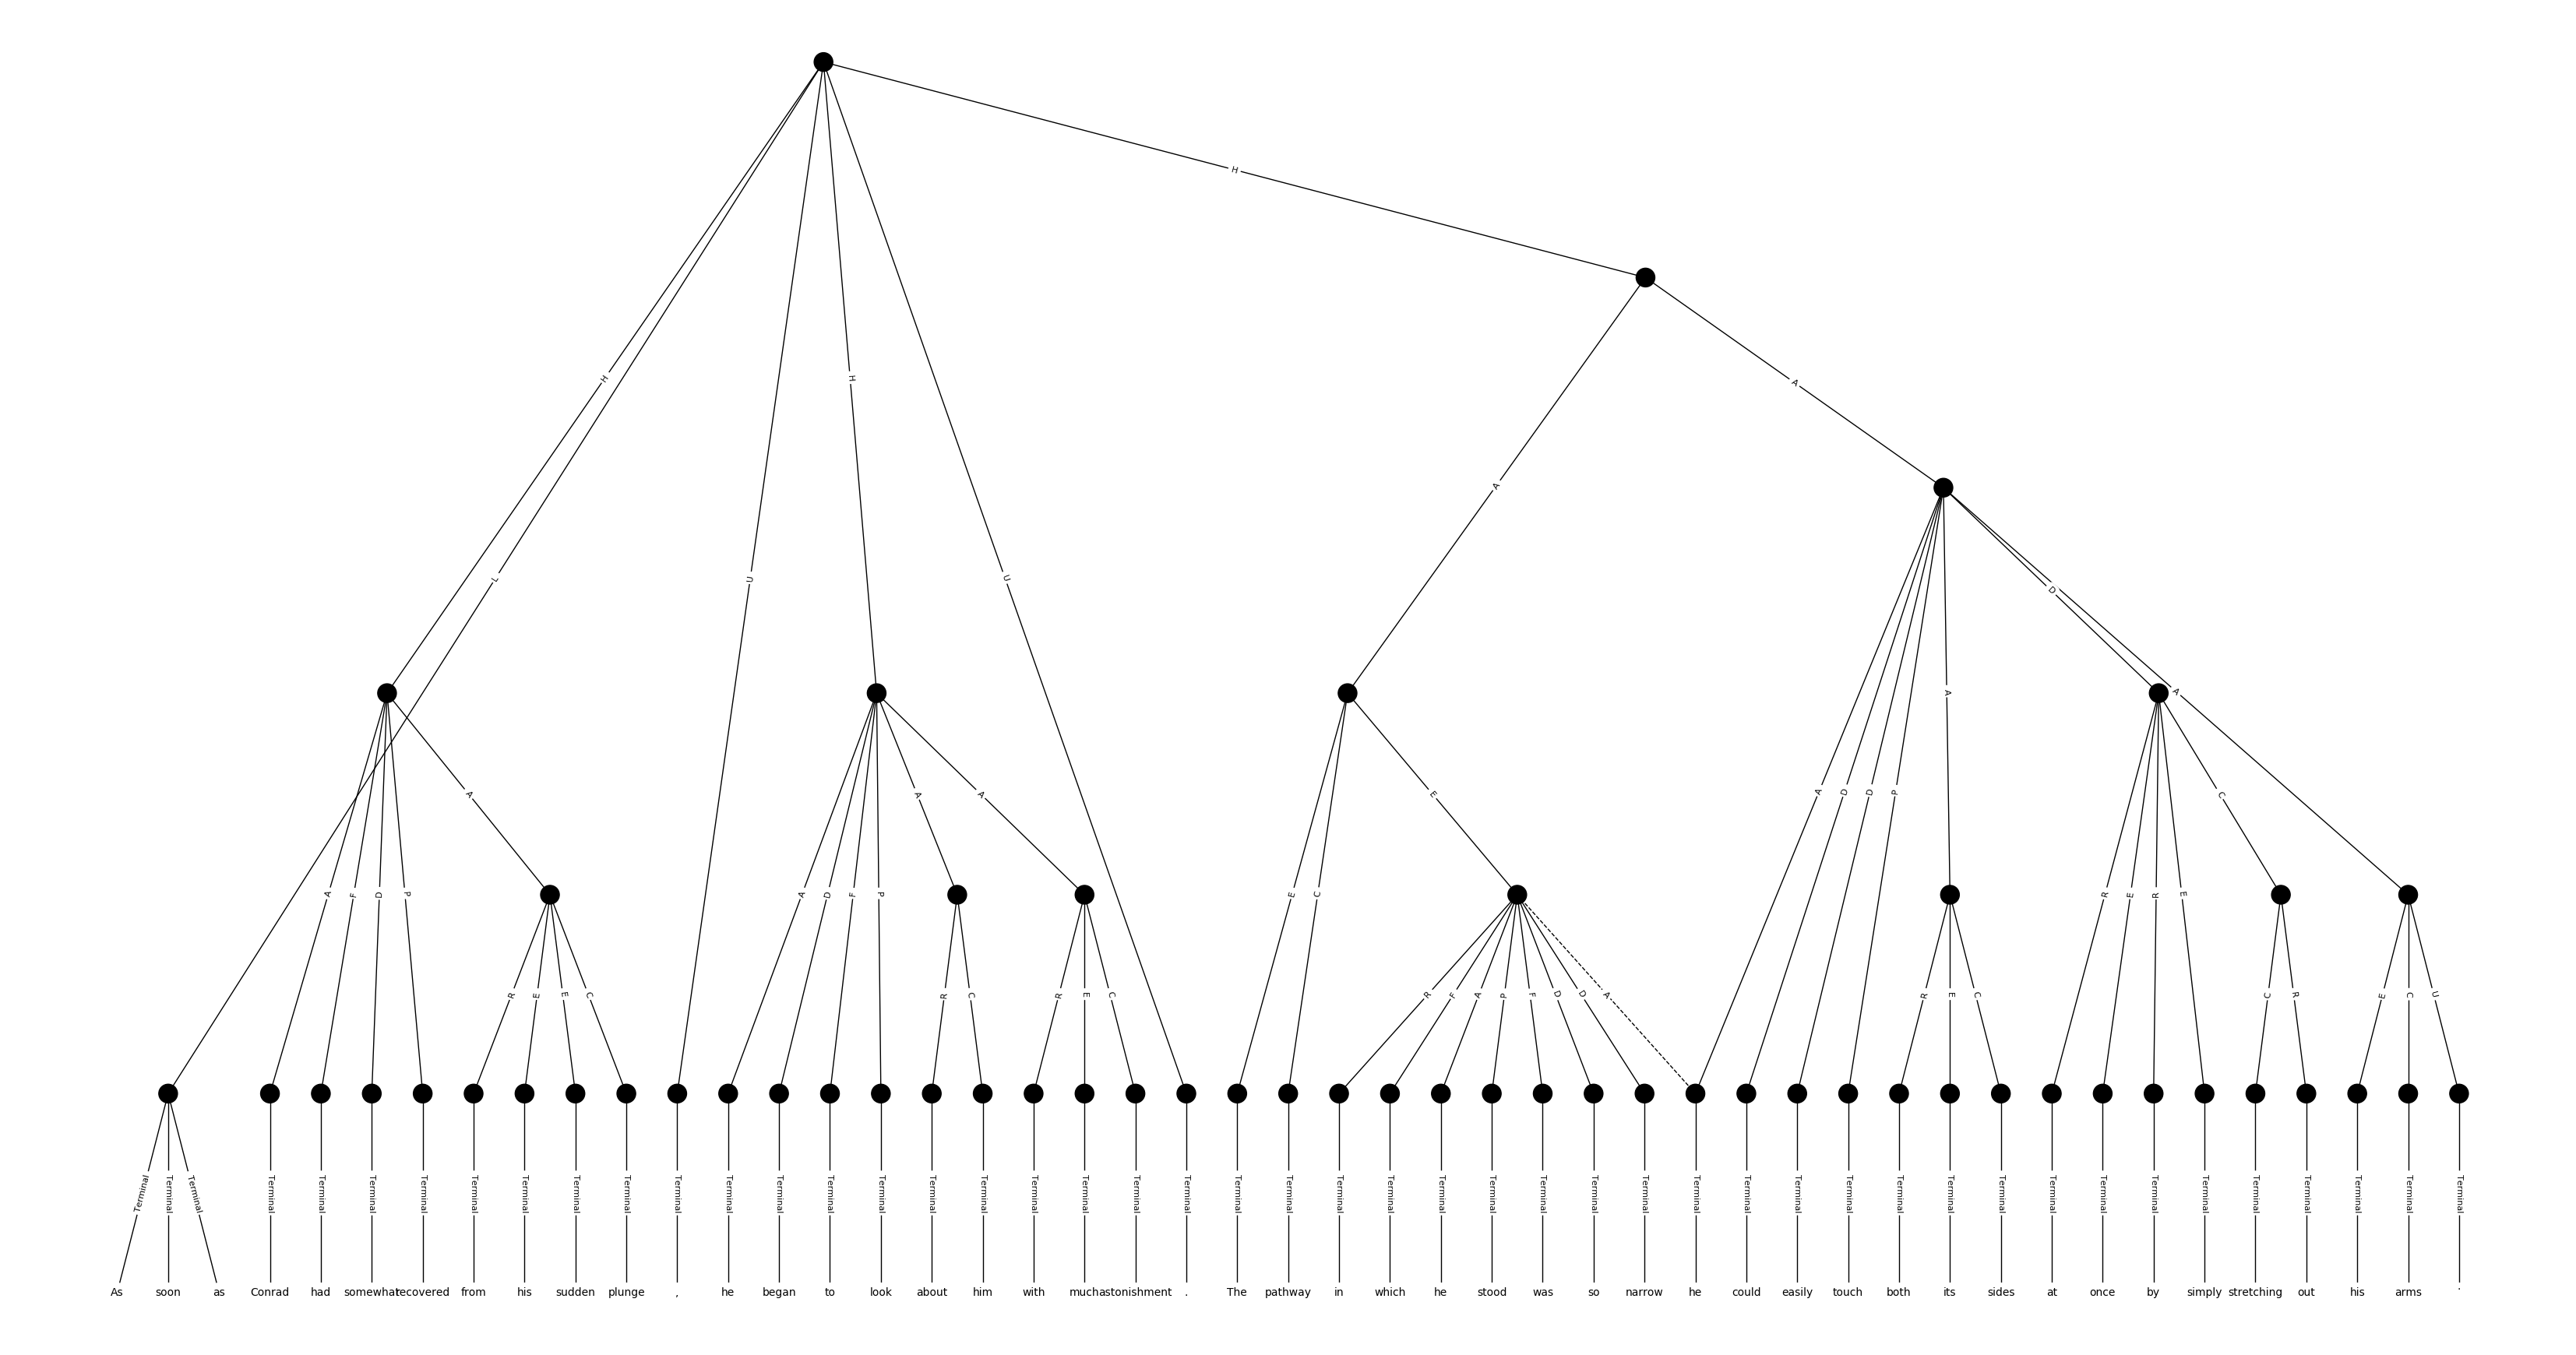 H
H
H
A
A
L
U
U
D
A
A
A
A
A
E
C
A
F
D
P
A
D
F
P
E
C
A
D
D
P
R
E
R
E
R
E
E
C
R
C
R
E
C
R
F
A
P
F
D
D
A
R
E
C
C
R
E
C
U
Terminal Terminal Terminal Terminal Terminal Terminal Terminal Terminal Terminal Terminal Terminal Terminal Terminal Terminal Terminal Terminal Terminal Terminal Terminal Terminal Terminal Terminal Terminal Terminal Terminal Terminal Terminal Terminal Terminal Terminal Terminal Terminal Terminal Terminal Terminal Terminal Terminal Terminal Terminal Terminal Terminal Terminal Terminal Terminal Terminal Terminal Terminal
As soon as Conrad had somewhat recovered from his sudden plunge , he began to look about him with much astonishment . The pathway in which he stood was so narrow he could easily touch both its sides at once by simply stretching out his arms .